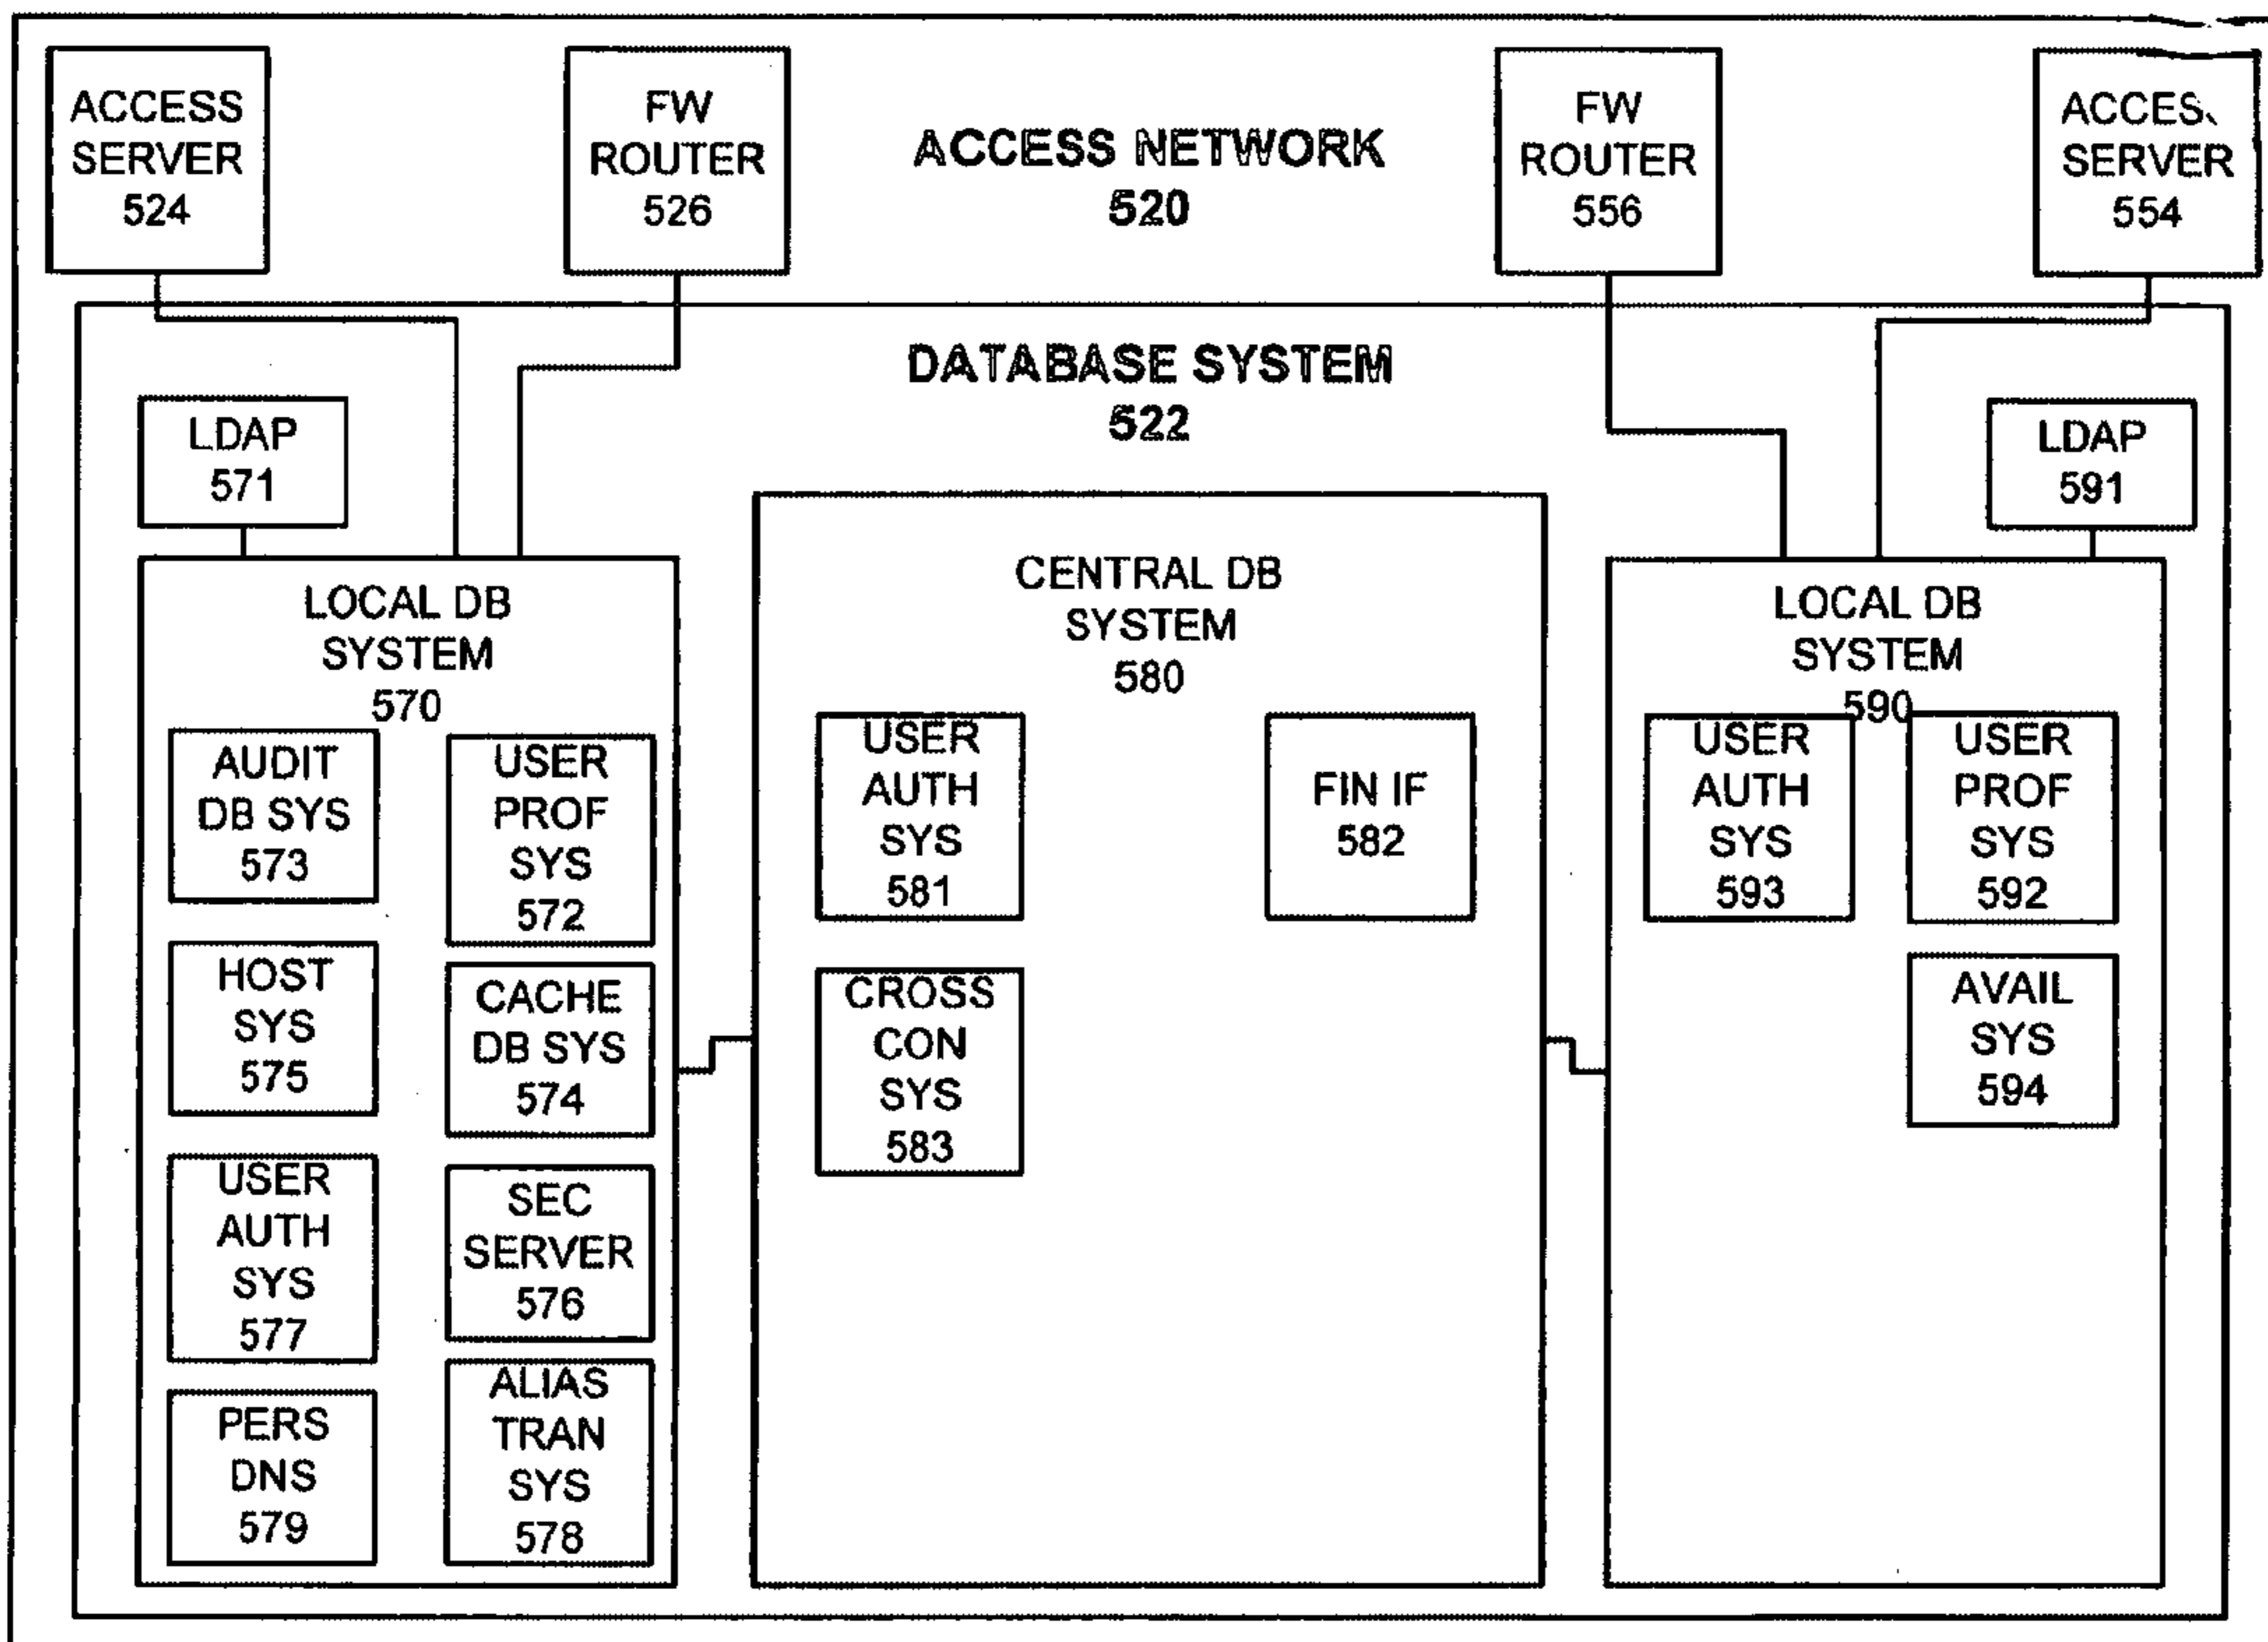 ACCESS
SERVER
524
FW
ROUTER
526
ACCESS NETWORK
520
FW
ROUTER
556
ACCES
SERVER
554
DATABASE SYSTEM
522
LDAP
571
LDAP
591
LOCAL DB
SYSTEM
570
AUDIT
DB SYS
573
USER
PROF
SYS
572
HOST
SYS
575
CACHE
DB SYS
574
USER
AUTH
SYS
577
SEC
SERVER
576
PERS
DNS
579
ALIAS
TRAN
SYS
578
CENTRAL DB
SYSTEM
580
USER
AUTH
SYS
581
FIN IF
582
CROSS
CON
SYS
583
LOCAL DB
SYSTEM
590
USER
AUTH
SYS
593
USER
PROF
SYS
592
AVAIL
SYS
594